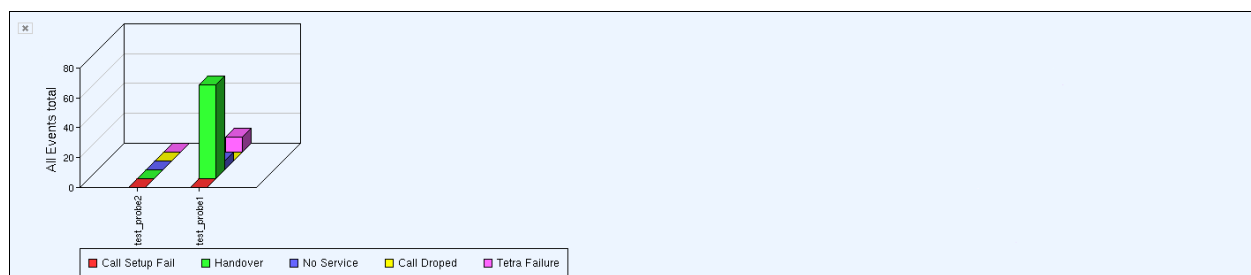 80
60
40
20
0
All Events total
test_probe2
test_probe1
Call Setup Fail
Handover
No Service
Call Droped
Tetra Failure